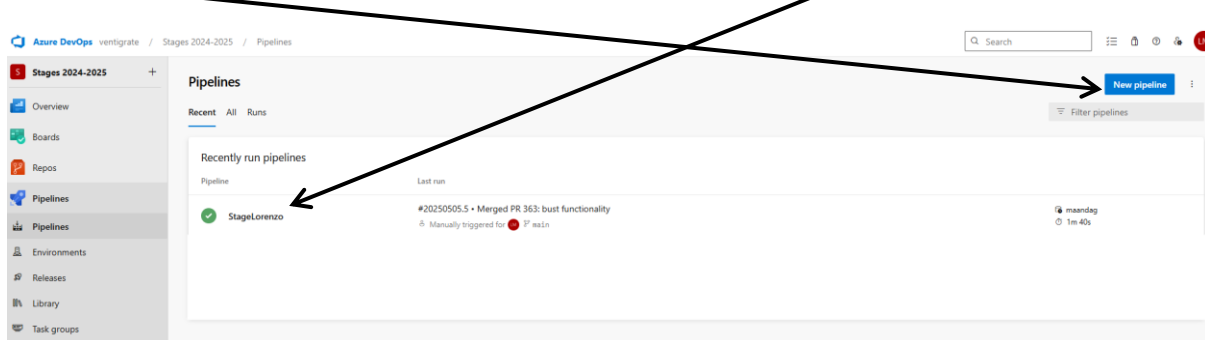 Azure DevOps ventigrate / Stages 2024-2025 / Pipelines
Search
S Stages 2024-2025 +
Pipelines
New pipeline
Overview
Recent All Runs
Filter pipelines
Boards
Recently run pipelines
Repos
Pipeline Last run
Pipelines
StageLorenzo
#20250505.5 • Merged PR 363: bust functionality
maandag
Manually triggered for main
1m 40s
Pipelines
Environments
Releases
Library
Task groups